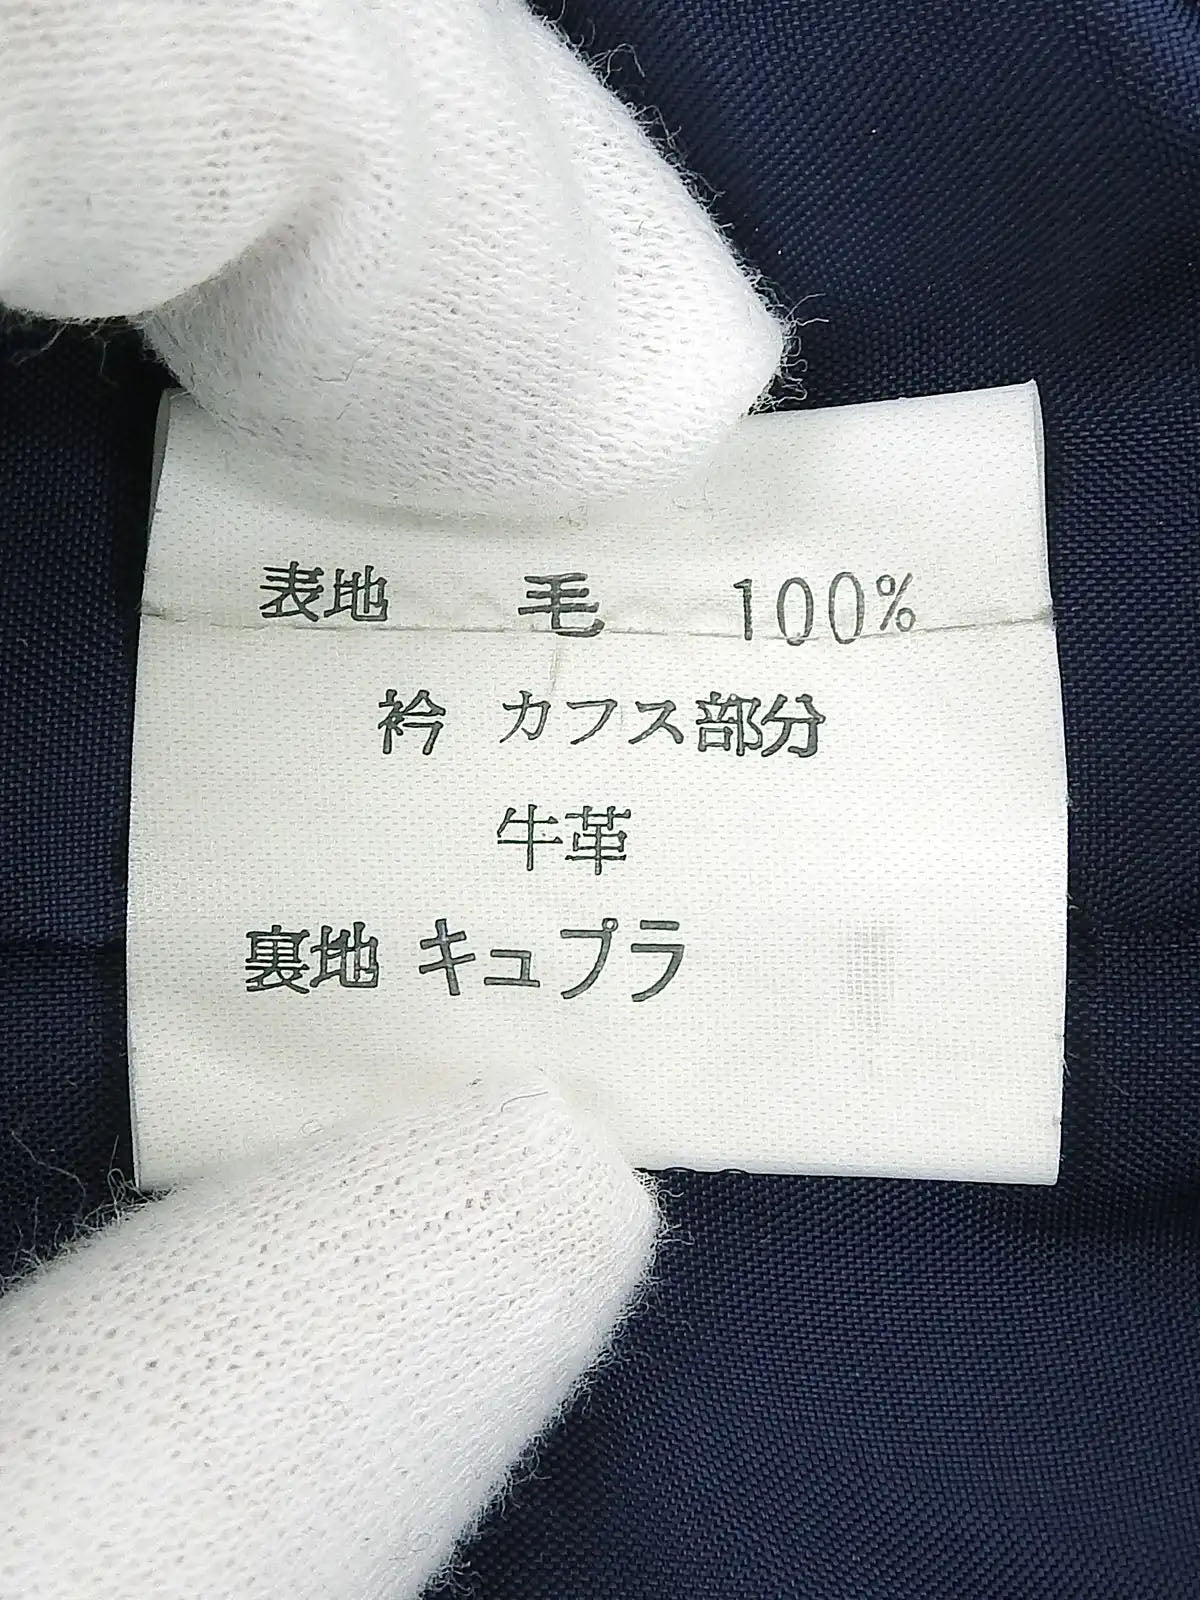 表地 毛 100%
衿 カフス部分
牛革
裏地 キュプラ